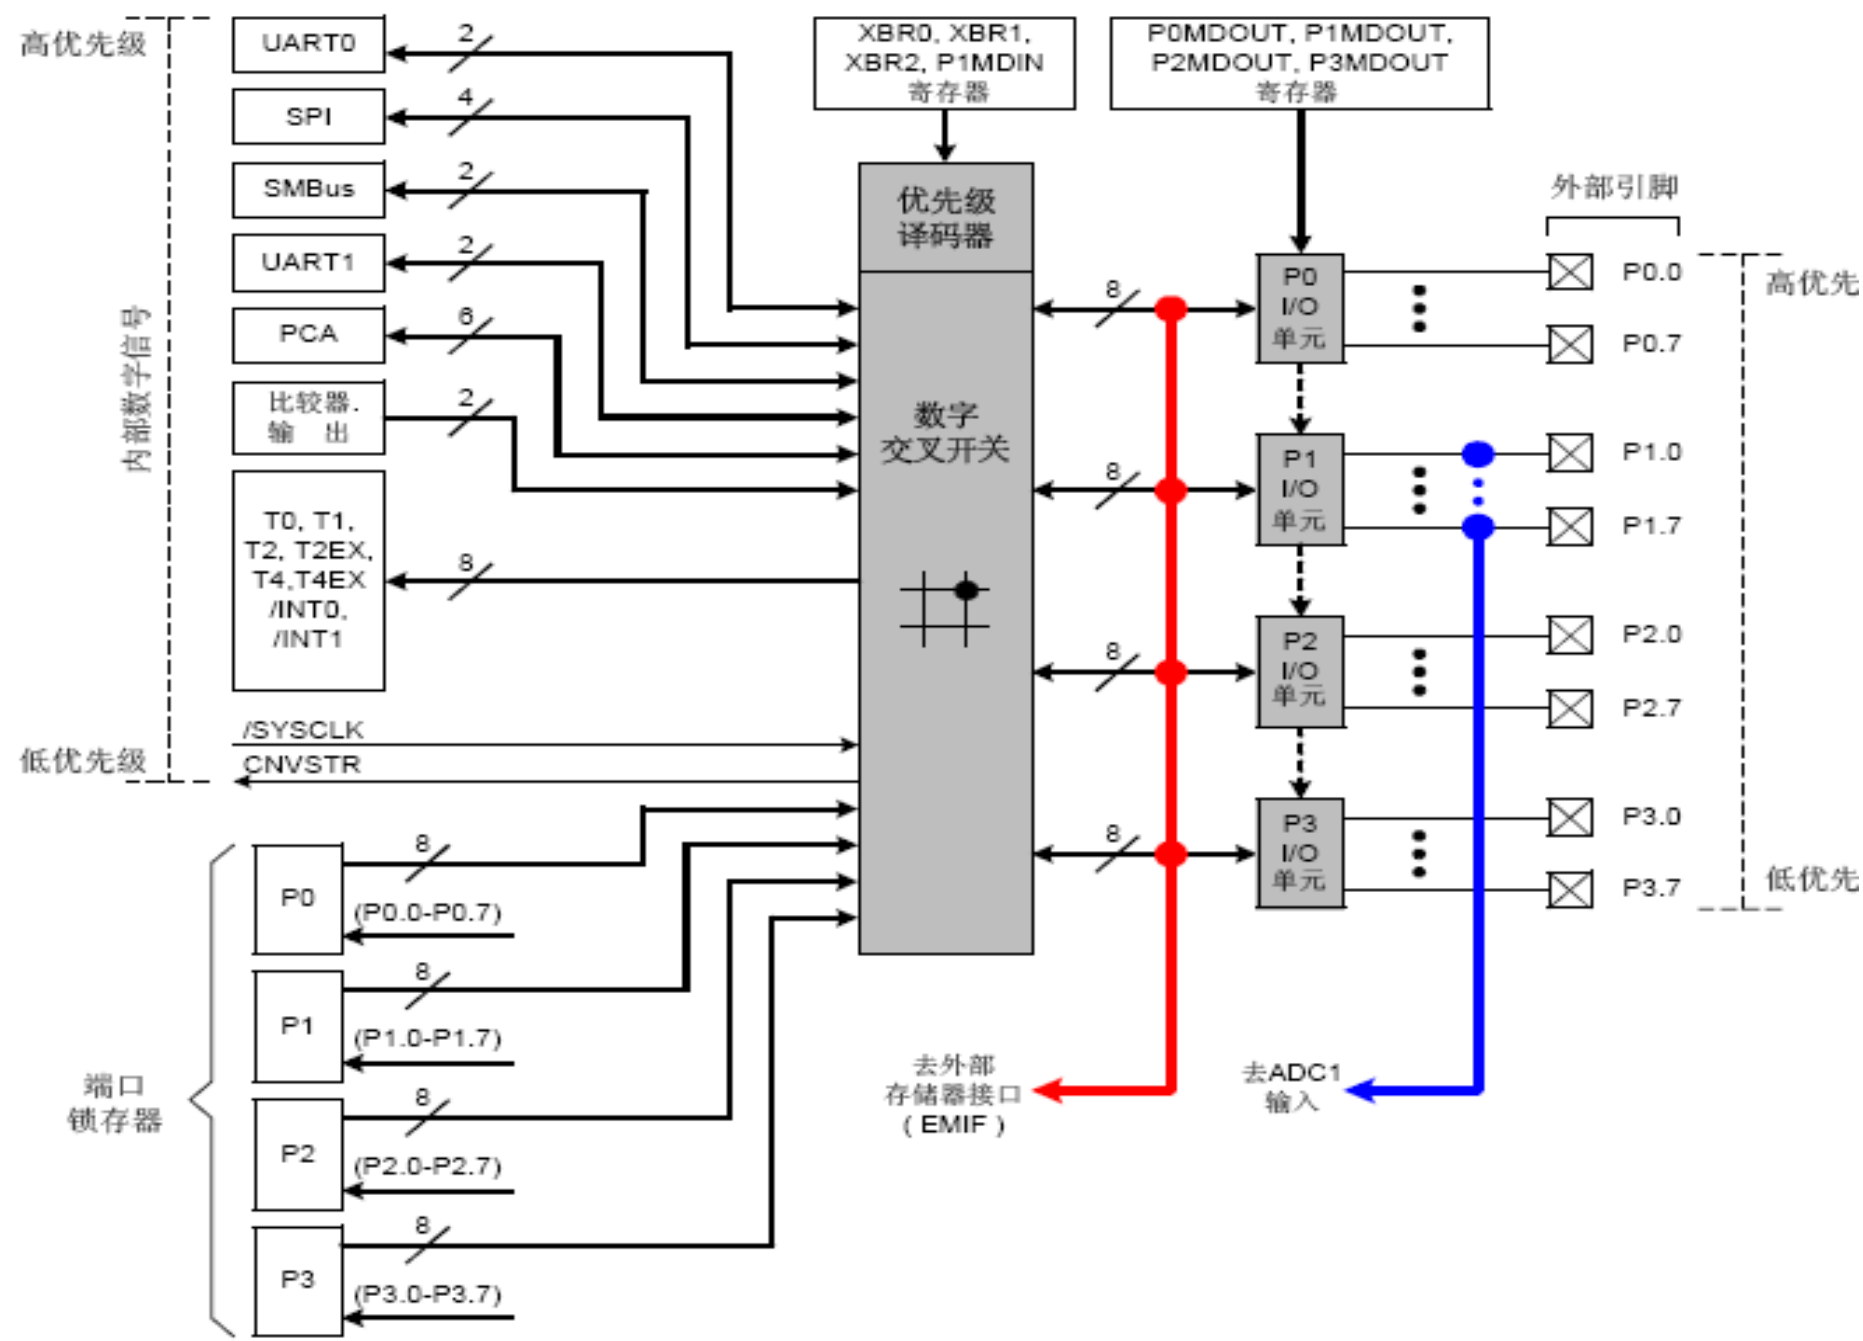 高优先级
UART0
2
SPI
4
SMBus
2
UART1
2
PCA
6
比较器.
输 出
2
T0, T1,
T2, T2EX,
T4,T4EX
/INT0,
/INT1
8
内部数字信号
/SYSCLK
低优先级
CNVSTR
XBR0, XBR1,
XBR2, P1MDIN
寄存器
P0MDOUT, P1MDOUT,
P2MDOUT, P3MDOUT
寄存器
优先级
译码器
数字
交叉开关
8
8
8
8
P0
I/O
单元
P1
I/O
单元
P2
I/O
单元
P3
I/O
单元
外部引脚
P0.0
P0.7
P1.0
P1.7
P2.0
P2.7
P3.0
P3.7
高优先
低优先
端口
锁存器
P0
8
(P0.0-P0.7)
P1
8
(P1.0-P1.7)
P2
8
(P2.0-P2.7)
P3
8
(P3.0-P3.7)
去外部
存储器接口
( EMIF )
去ADC1
输入